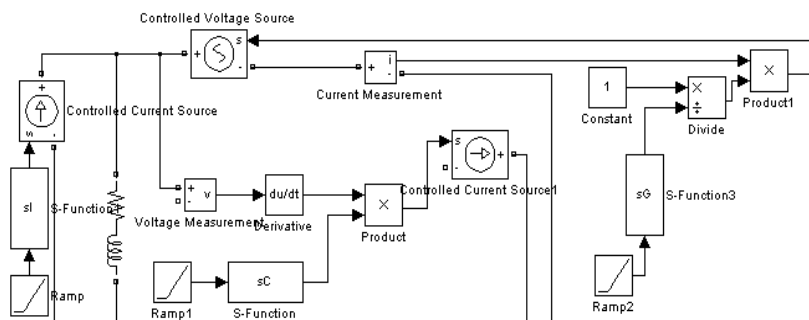 Controlled Voltage Source
+
s
-
+
i
-
Current Measurement
+
s
-
Controlled Current Source
1
Constant
×
÷
Divide
×
Product1
s
-
+
Controlled Current Source1
sI
S-Function
+
-
v
Voltage Measurement
du/dt
Derivative
×
Product
sG
S-Function3
Ramp
Ramp1
sC
S-Function
Ramp2